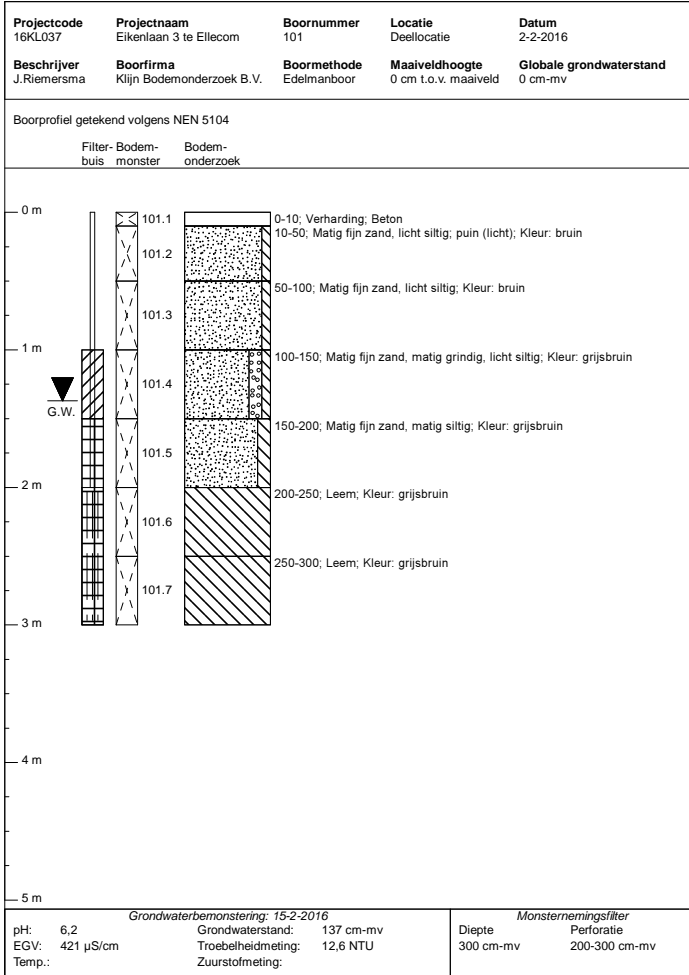 Projectcode Projectnaam Boornummer Locatie Datum
16KL037 Eikenlaan 3 te Ellecom 101 Deellocatie 2-2-2016
Beschrijver Boorfirma Boormethode Maaiveldhoogte Globale grondwaterstand
J.Riemersma Klijn Bodemonderzoek B.V. Edelmanboor 0 cm t.o.v. maaiveld 0 cm-mv
Boorprofiel getekend volgens NEN 5104
Filter- Bodem- Bodem-
buis monster onderzoek
0 m
101.1 0-10; Verharding; Beton
10-50; Matig fijn zand, licht siltig; puin (licht); Kleur: bruin
101.2
50-100; Matig fijn zand, licht siltig; Kleur: bruin
101.3
1 m
100-150; Matig fijn zand, matig grindig, licht siltig; Kleur: grijsbruin
101.4
G.W.
150-200; Matig fijn zand, matig siltig; Kleur: grijsbruin
101.5
2 m
200-250; Leem; Kleur: grijsbruin
101.6
250-300; Leem; Kleur: grijsbruin
101.7
3 m
4 m
5 m
Grondwaterbemonstering: 15-2-2016 Monsternemingsfilter
pH: 6,2 Grondwaterstand: 137 cm-mv Diepte Perforatie
EGV: 421 µS/cm Troebelheidmeting: 12,6 NTU 300 cm-mv 200-300 cm-mv
Temp.: Zuurstofmeting: